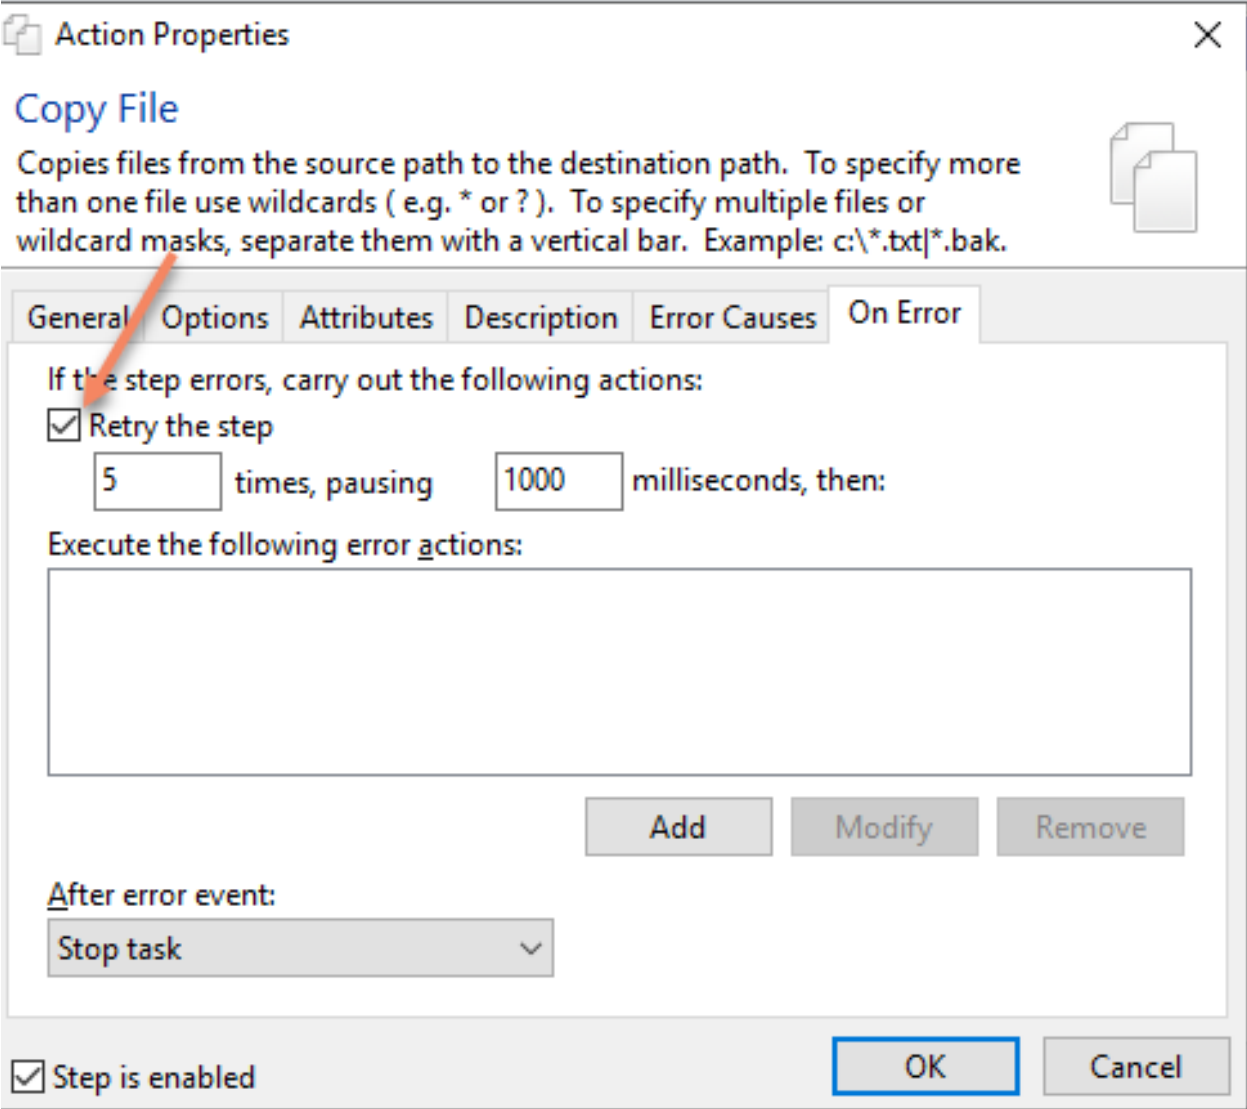 Action Properties
Copy File
Copies files from the source path to the destination path.  To specify more
than one file use wildcards ( e.g. * or ? ).  To specify multiple files or
wildcard masks, separate them with a vertical bar.  Example: c:\*.txt|*.bak.
General Options Attributes Description Error Causes On Error
If the step errors, carry out the following actions:
Retry the step
5 times, pausing 1000 milliseconds, then:
Execute the following error actions:
Add Modify Remove
After error event:
Stop task
Step is enabled OK Cancel